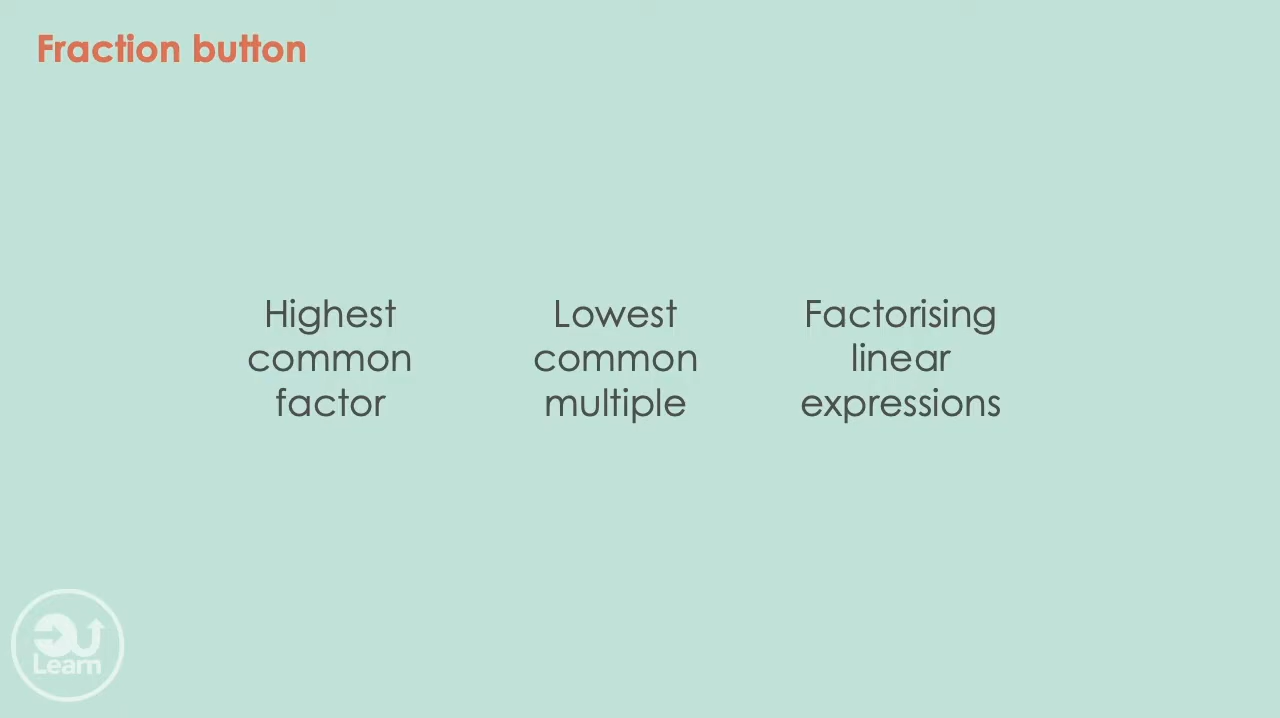 Fraction button
Highest
common
factor
Lowest
common
multiple
Factorising
linear
expressions
Learn